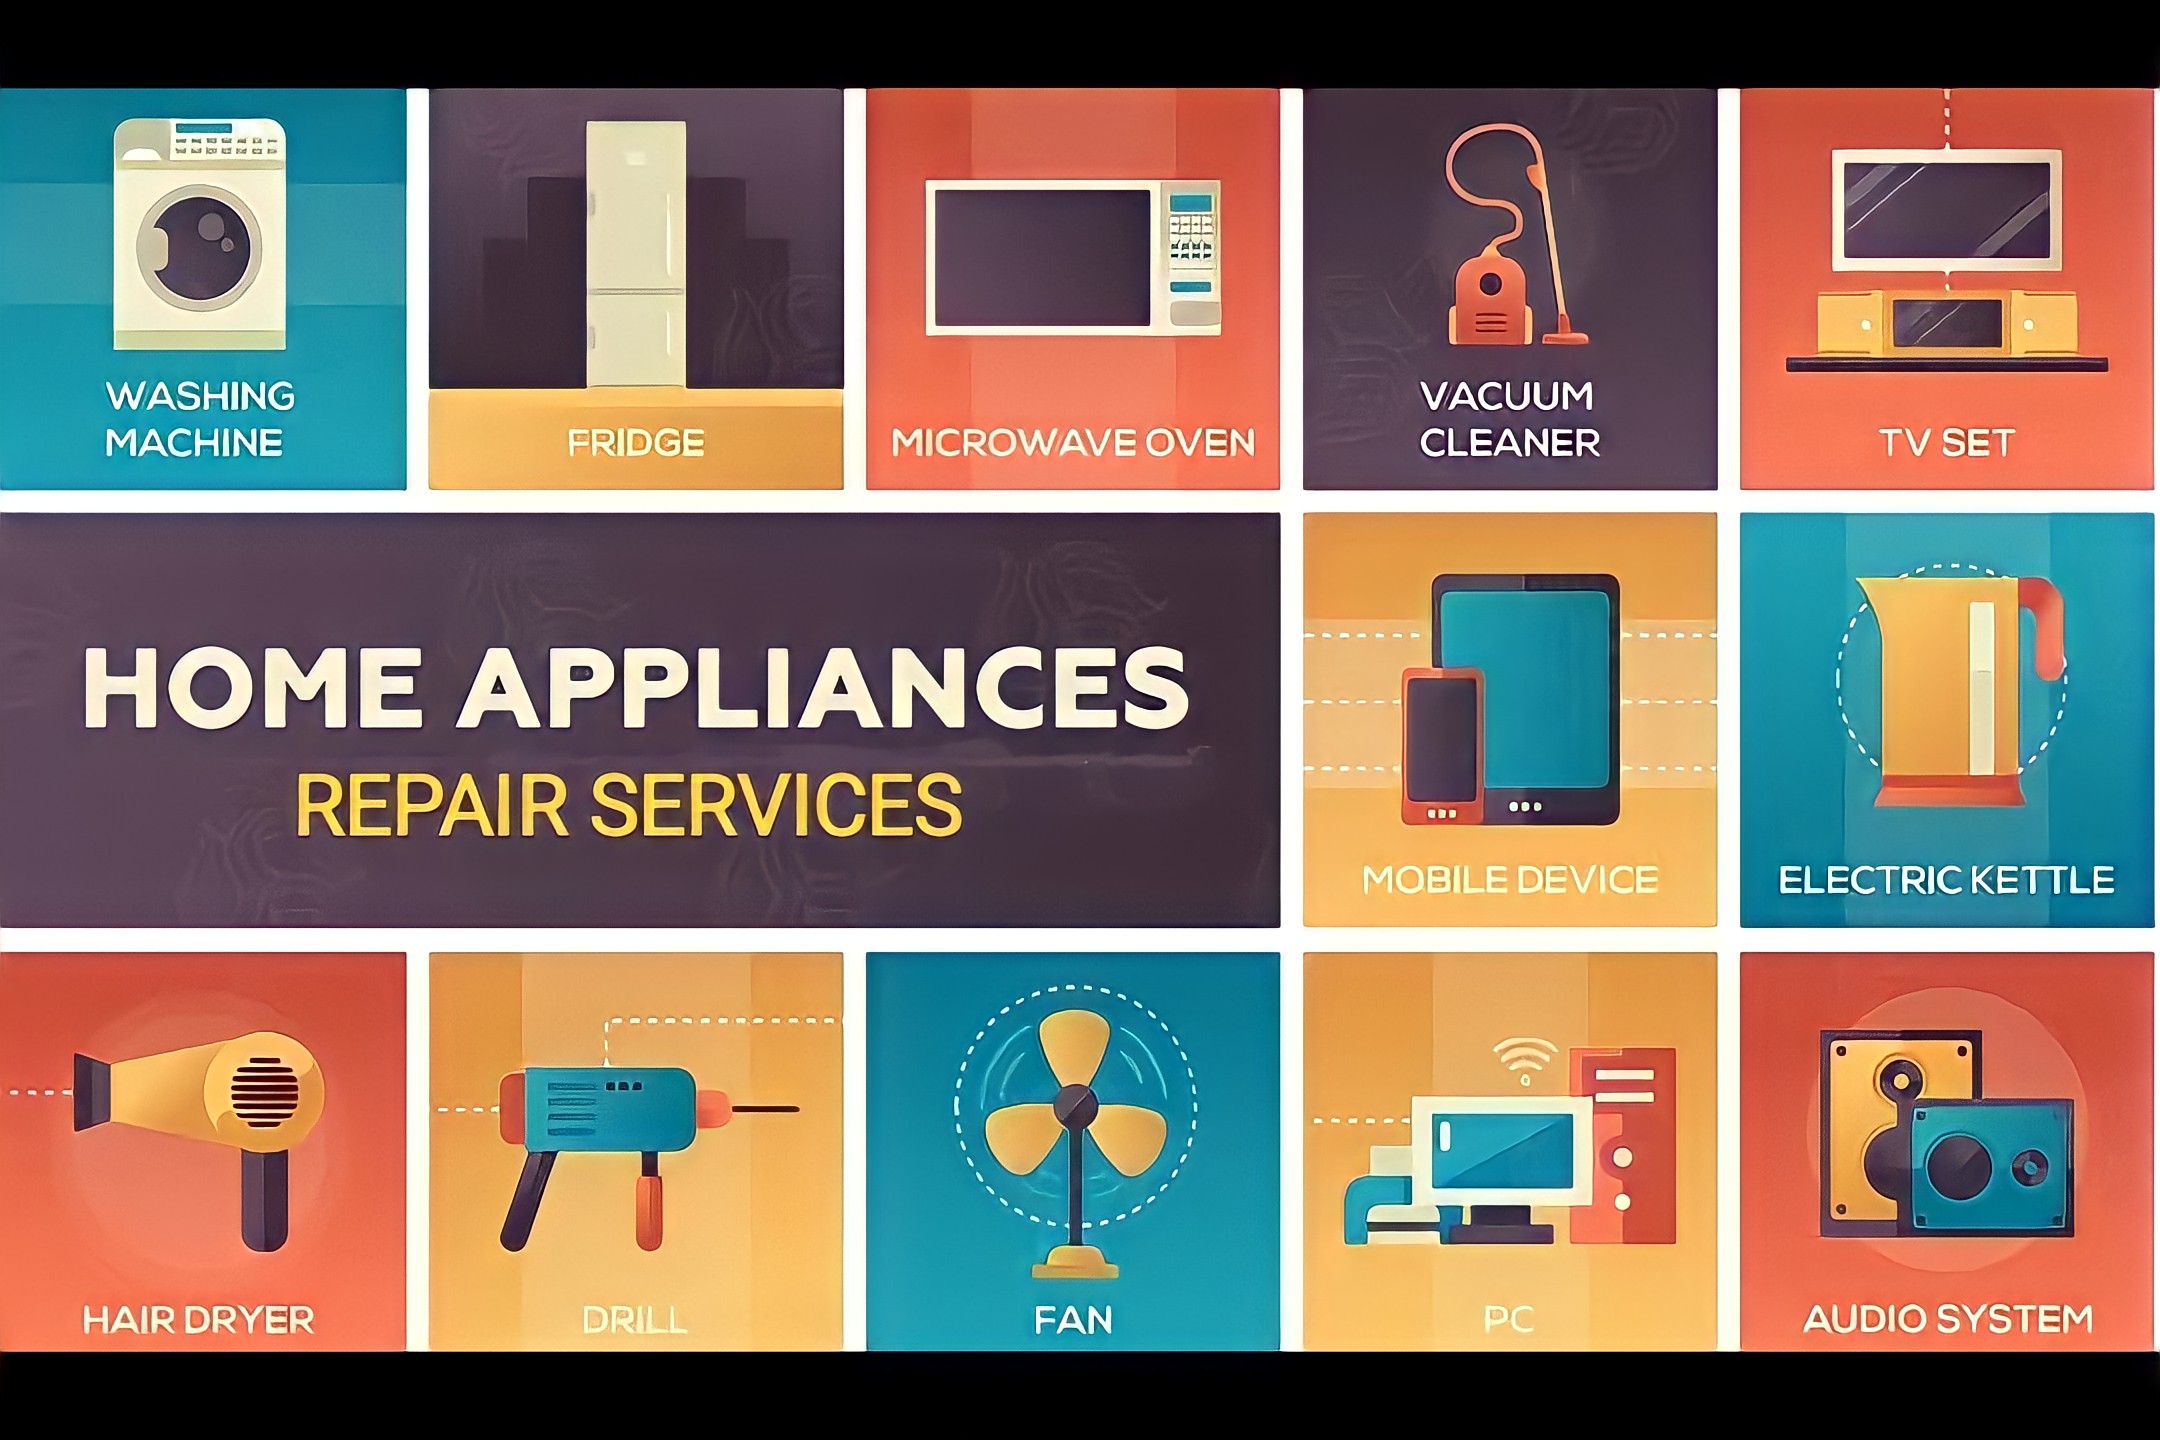 WASHING
MACHINE
FRIDGE
MICROWAVE OVEN
VACUUM
CLEANER
TV SET
HOME APPLIANCES
REPAIR SERVICES
MOBILE DEVICE
ELECTRIC KETTLE
HAIR DRYER
DRILL
FAN
PC
AUDIO SYSTEM